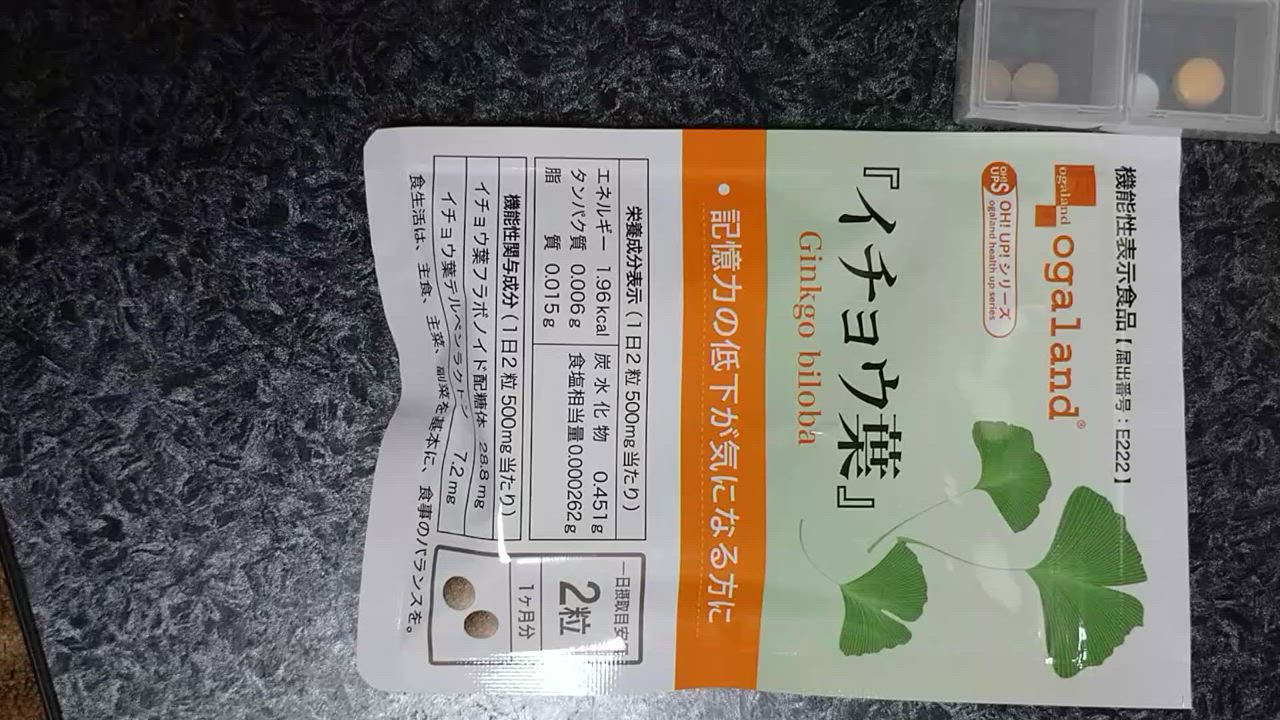 機能性表示食品【届出番号：E222】
ogaland
ogaland®
OH! UPS OH! UP! シリーズ
ogaland health up series
『イチョウ葉』
Ginkgo biloba
• 記憶力の低下が気になる方に
栄養成分表示（1日2粒500mg当たり）
エネルギー 1.96kcal 炭水化物 0.451g
タンパク質 0.006g 食塩相当量0.000262g
脂質 0.015g
機能性関与成分（1日2粒500mg当たり）
イチョウ葉フラボノイド配糖体 28.8mg
イチョウ葉テルペンラクトン 7.2mg
一日摂取目安
2粒
1ヶ月分
食生活は、主食、主菜、副菜を基本に、食事のバランスを。